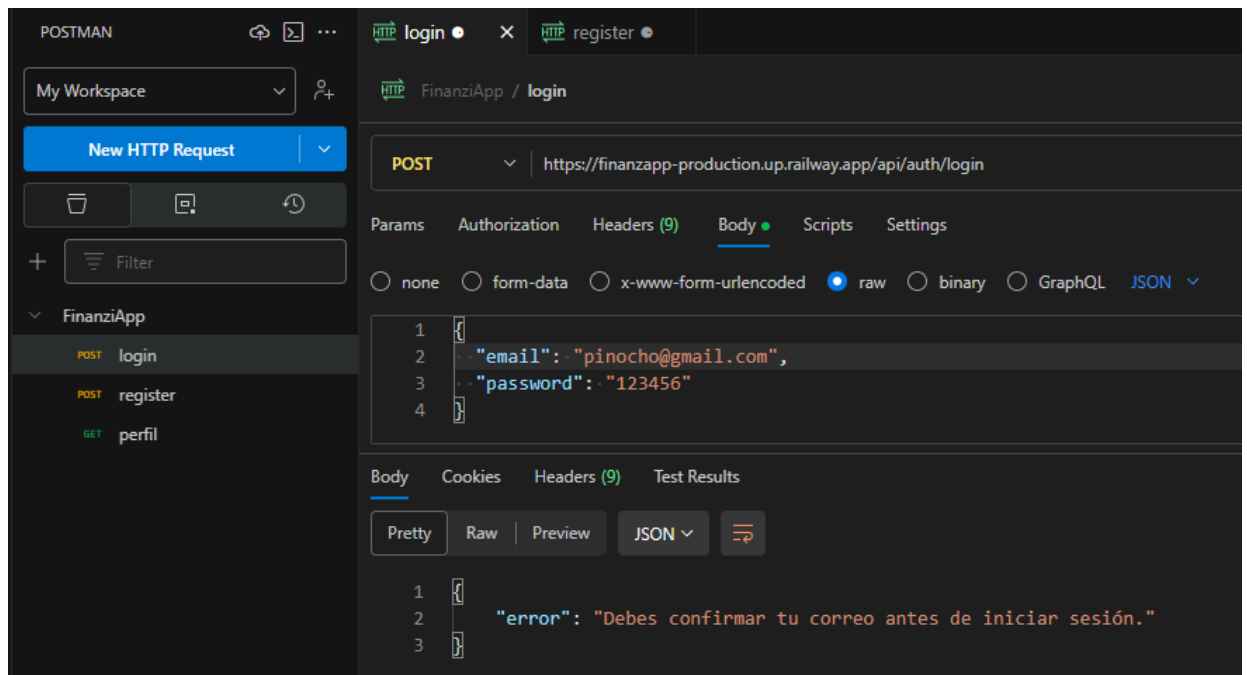 POSTMAN
My Workspace
New HTTP Request
Filter
FinanziApp
POST login
POST register
GET perfil
HTTP login
HTTP register
HTTP FinanziApp / login
POST https://finanzapp-production.up.railway.app/api/auth/login
Params Authorization Headers (9) Body Scripts Settings
none form-data x-www-form-urlencoded raw binary GraphQL JSON
1 {
2 "email": "pinocho@gmail.com",
3 "password": "123456"
4 }
Body Cookies Headers (9) Test Results
Pretty Raw Preview JSON
1 {
2 "error": "Debes confirmar tu correo antes de iniciar sesión."
3 }